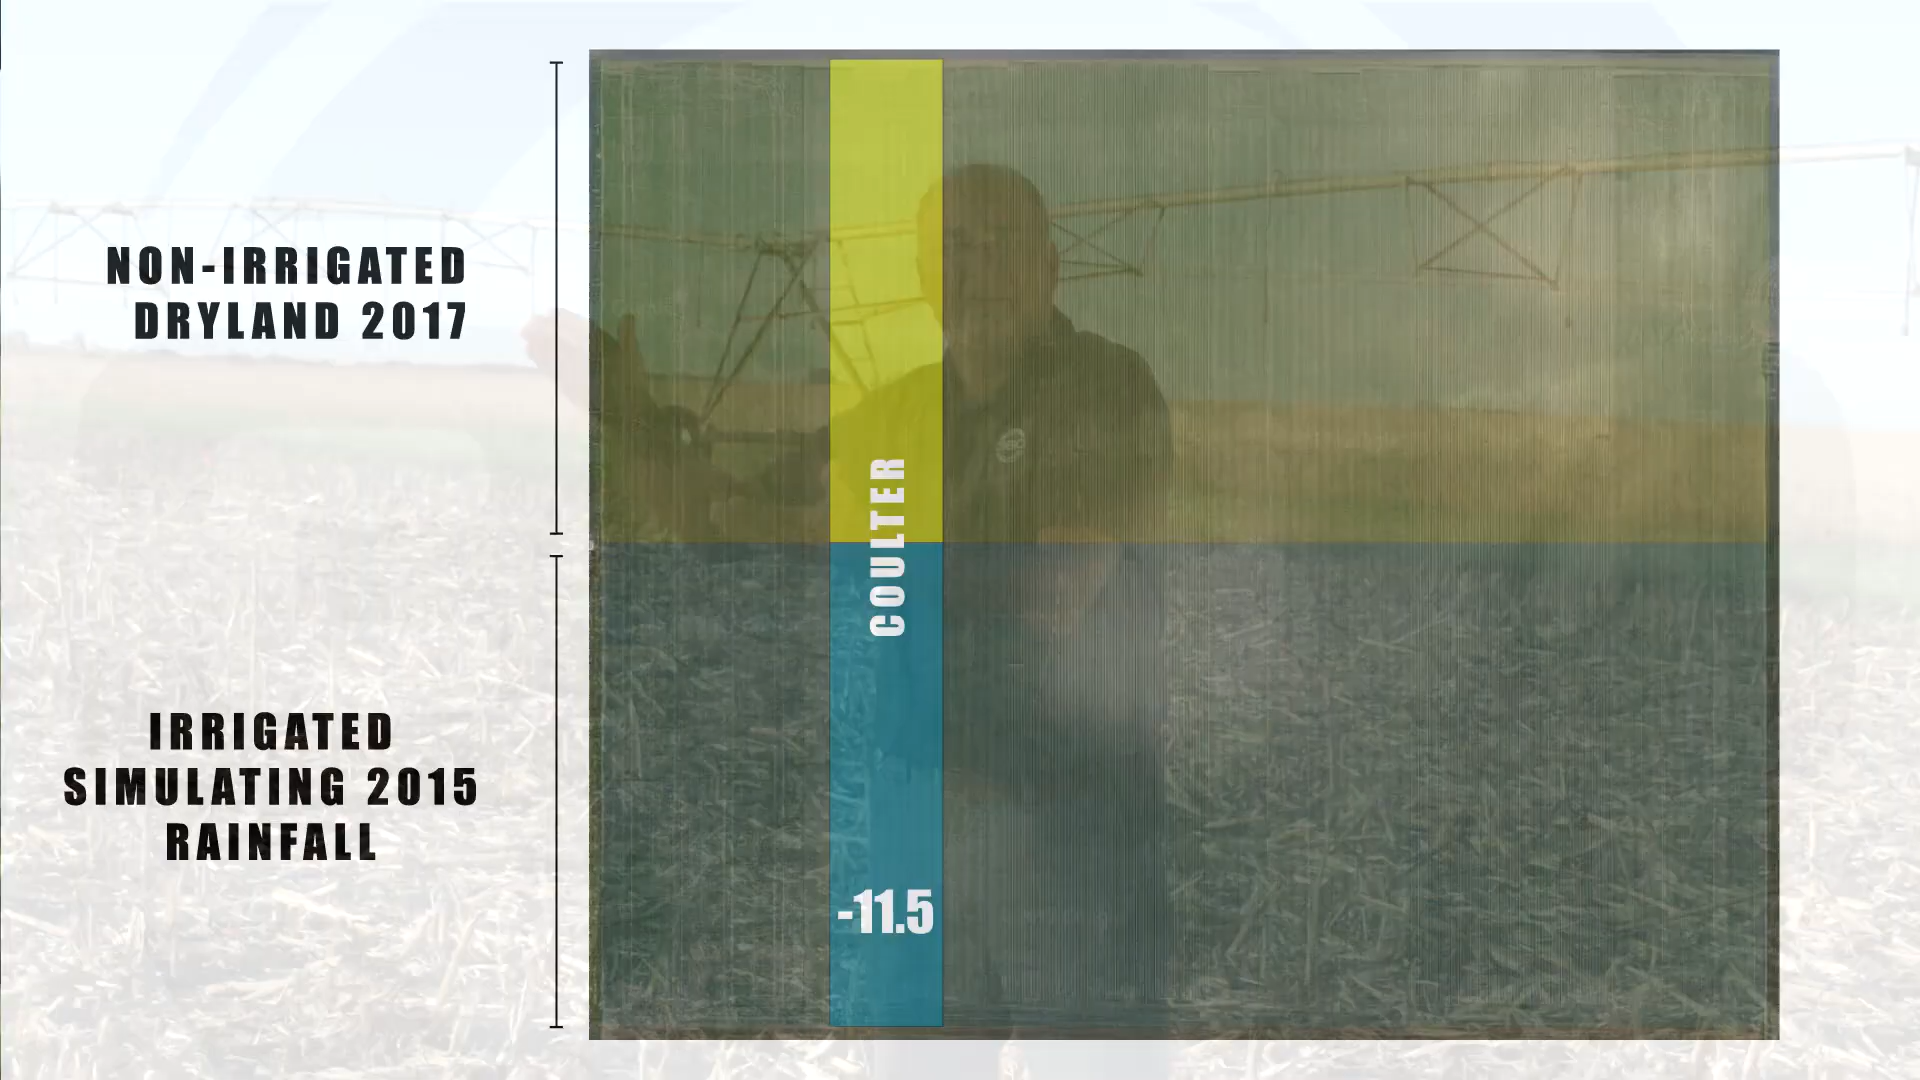 NON-IRRIGATED
DRYLAND 2017
COULTER
IRRIGATED
SIMULATING 2015
RAINFALL
-11.5